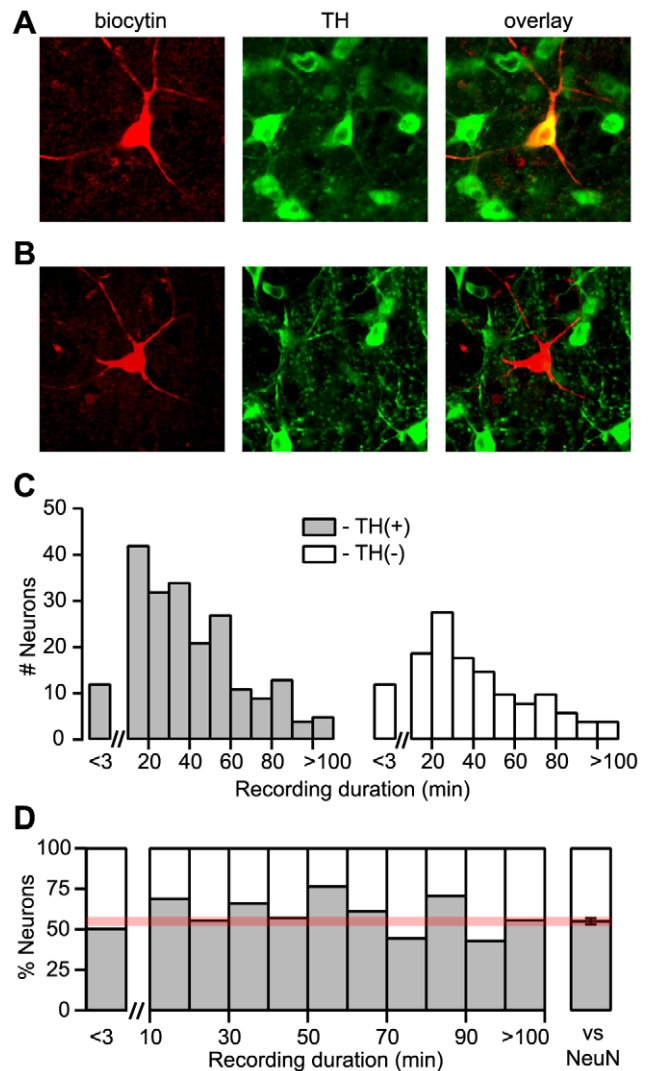 A biocytin TH overlay
B
C
50
40
30
20
10
0
# Neurons
- TH(+)
- TH(-)
<3 // 20 40 60 80 >100 <3 // 20 40 60 80 >100
Recording duration (min)
D
100
75
50
25
0
% Neurons
<3 // 10 30 50 70 90 >100 vs
NeuN
Recording duration (min)